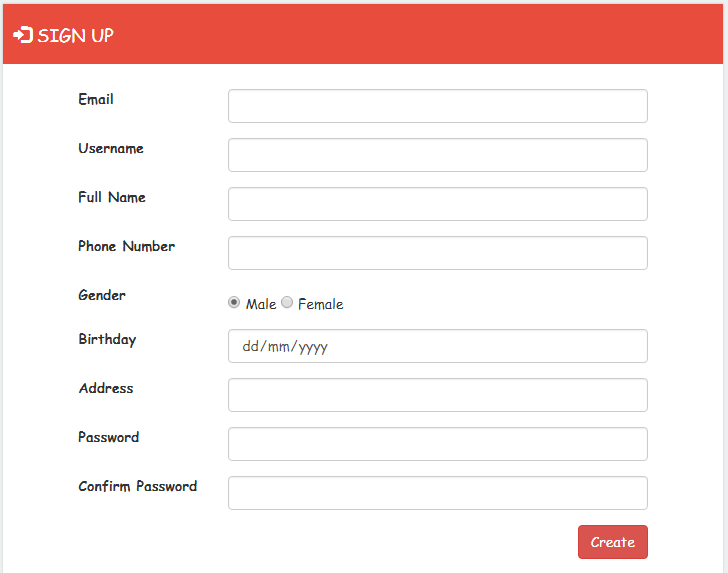 SIGN UP
Email
Username
Full Name
Phone Number
Gender
Male Female
Birthday
dd/mm/yyyy
Address
Password
Confirm Password
Create